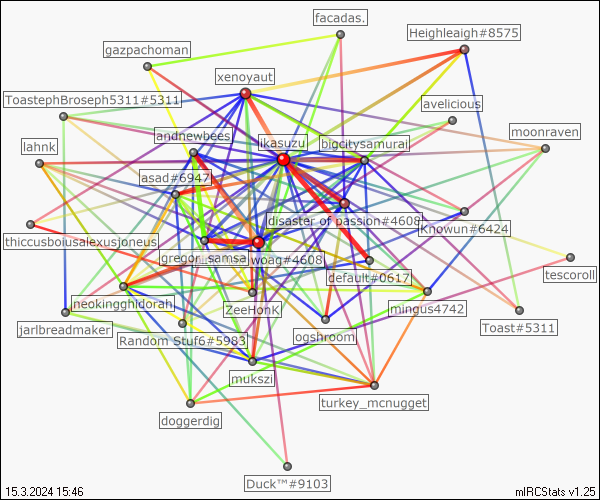 facadas.
Heighleaigh#8575
gazpachoman
xenoyaut
ToastephBroseph5311#5311
avelicious
andnewbees
ikasuzu
bigcitysamurai
moonraven
lahnk
asad#6947
disaster of passion#4608
Knowun#6424
thiccusboiusalexusjoneus
gregor_samsa
woag#4608
default#0617
tescoroll
neokingghidorah
ZeeHonK
mingus4742
jarlbreadmaker
Random Stuf6#5983
ogshroom
Toast#5311
mukszi
doggerdig
turkey_mcnugget
Duck™#9103
15.3.2024 15:46
mIRCStats v1.25